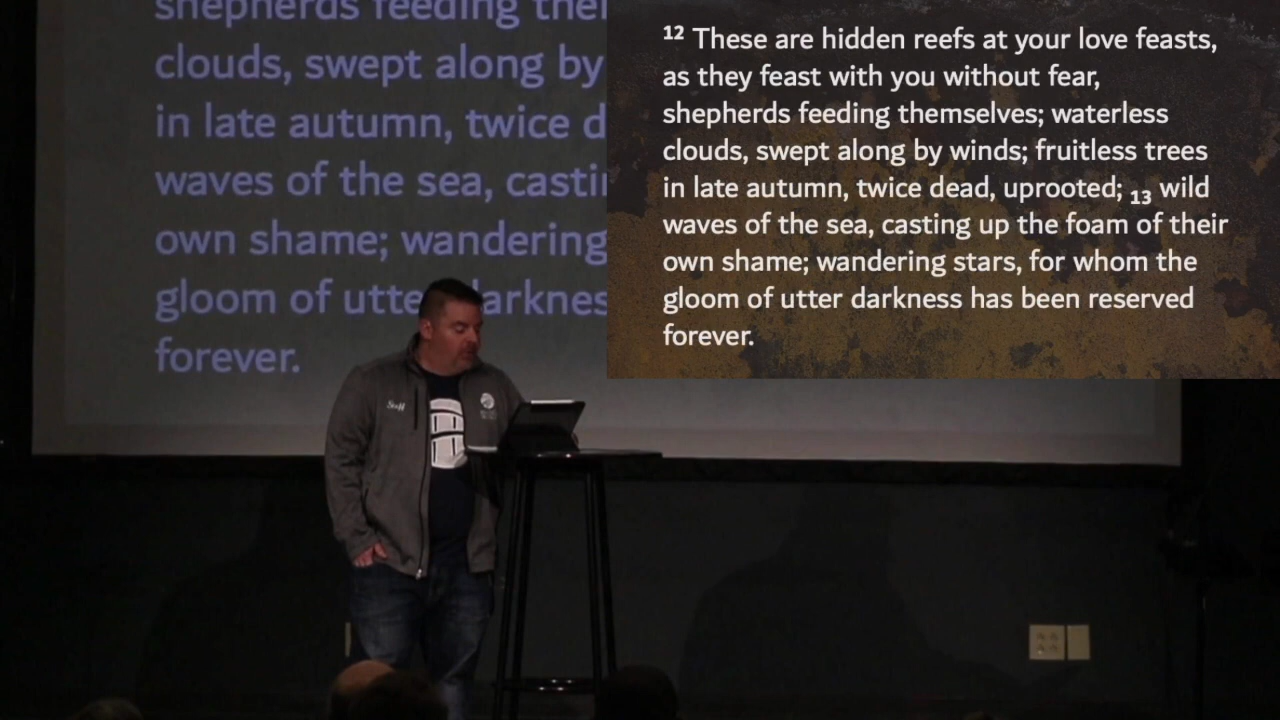 shepherds feeding
clouds, swept along by
in late autumn, twice d
waves of the sea, casti
own shame; wandering
gloom of utte arknes
forever.
12 These are hidden reefs at your love feasts,
as they feast with you without fear,
shepherds feeding themselves; waterless
clouds, swept along by winds; fruitless trees
in late autumn, twice dead, uprooted; 13 wild
waves of the sea, casting up the foam of their
own shame; wandering stars, for whom the
gloom of utter darkness has been reserved
forever.
Staff